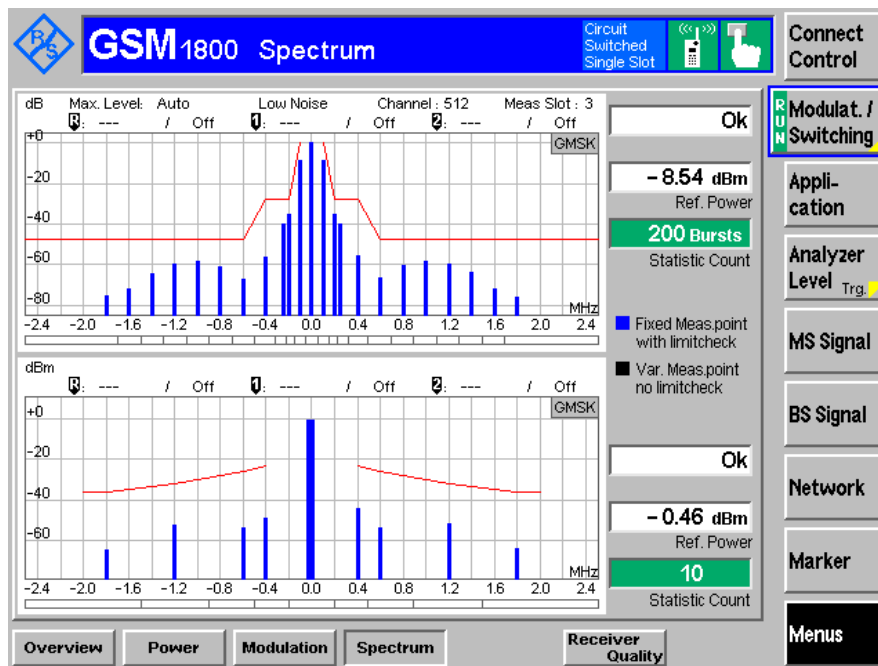 R&S
GSM 1800 Spectrum
Circuit
Switched
Single Slot
Connect
Control
dB Max. Level: Auto Low Noise Channel : 512 Meas Slot : 3
R: --- / Off 1: --- / Off 2: --- / Off
GMSK
+0
-20
-40
-60
-80
MHz
-2.4 -2.0 -1.6 -1.2 -0.8 -0.4 0.0 0.4 0.8 1.2 1.6 2.0 2.4
Ok
-8.54 dBm
Ref. Power
200 Bursts
Statistic Count
Fixed Meas.point
with limitcheck
Var. Meas.point
no limitcheck
dBm
R: --- / Off 1: --- / Off 2: --- / Off
GMSK
+0
-20
-40
-60
MHz
-2.4 -2.0 -1.6 -1.2 -0.8 -0.4 0.0 0.4 0.8 1.2 1.6 2.0 2.4
Ok
-0.46 dBm
Ref. Power
10
Statistic Count
RUN
Modulat. /
Switching
Appli-
cation
Analyzer
Level Trg.
MS Signal
BS Signal
Network
Marker
Menus
Overview Power Modulation Spectrum Receiver
Quality